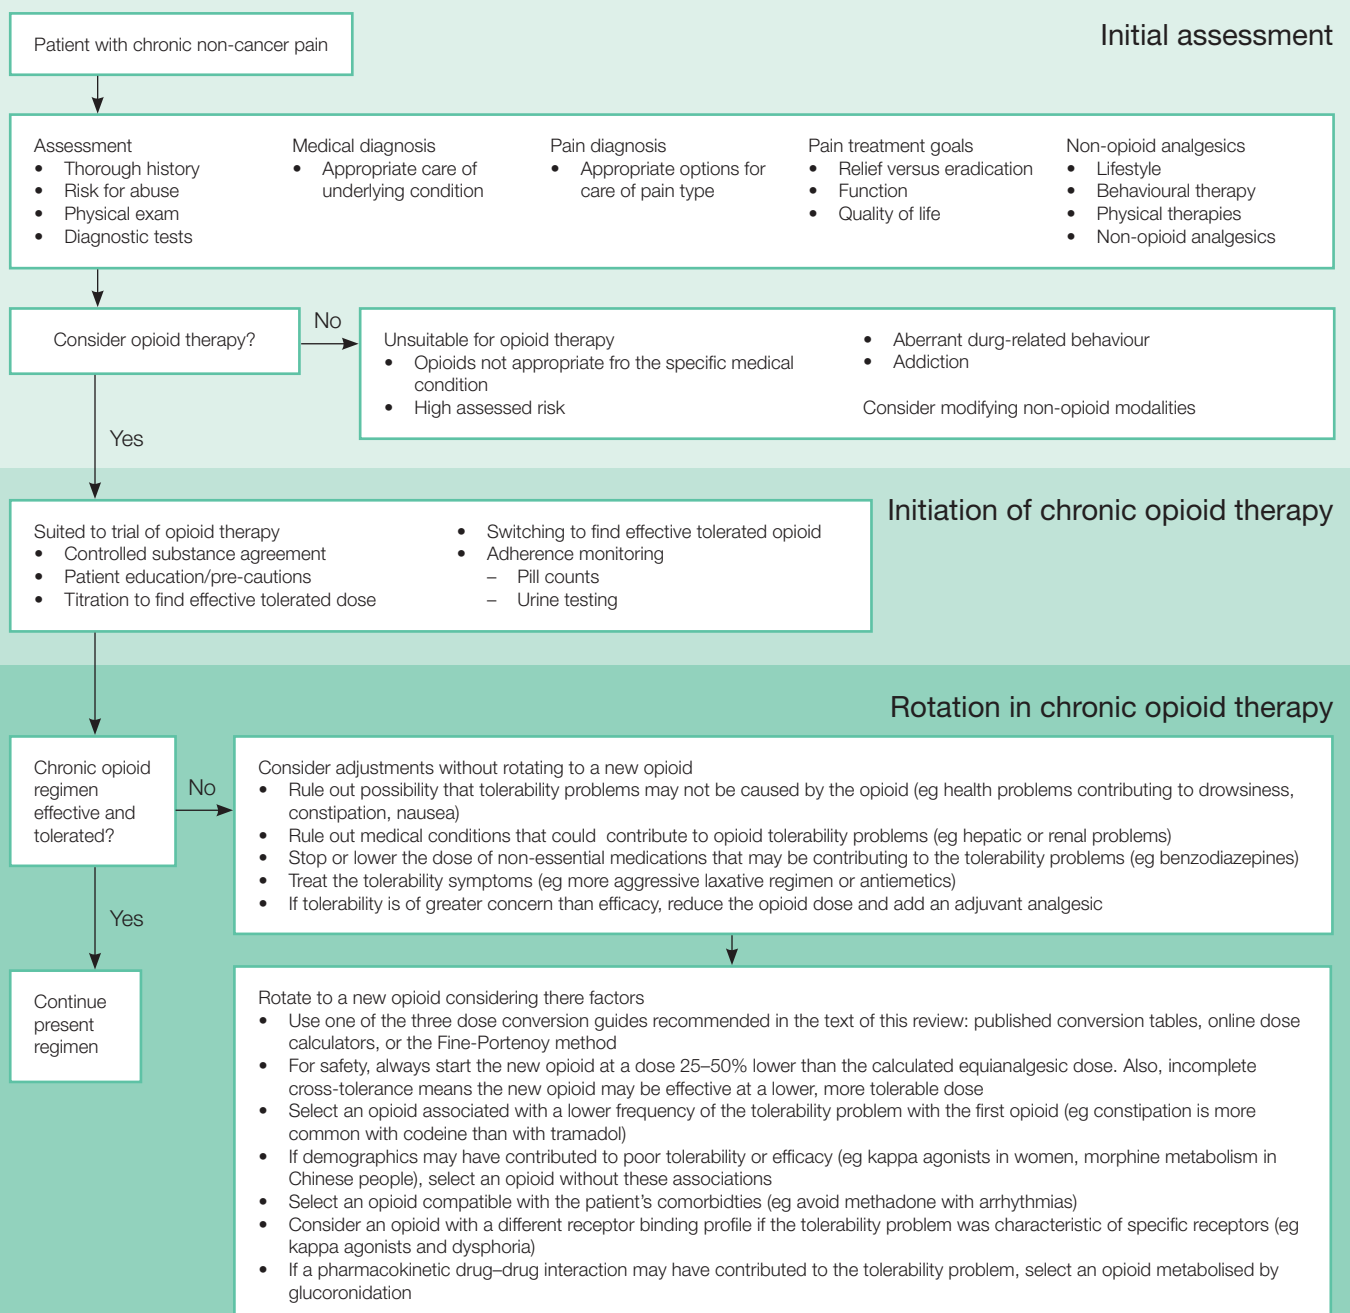 Initial assessment
Patient with chronic non-cancer pain
Assessment
• Thorough history
• Risk for abuse
• Physical exam
• Diagnostic tests
Medical diagnosis
• Appropriate care of
underlying condition
Pain diagnosis
• Appropriate options for
care of pain type
Pain treatment goals
• Relief versus eradication
• Function
• Quality of life
Non-opioid analgesics
• Lifestyle
• Behavioural therapy
• Physical therapies
• Non-opioid analgesics
Consider opioid therapy?
No
Unsuitable for opioid therapy
• Opioids not appropriate fro the specific medical
condition
• High assessed risk
• Aberrant durg-related behaviour
• Addiction
Consider modifying non-opioid modalities
Yes
Initiation of chronic opioid therapy
Suited to trial of opioid therapy
• Controlled substance agreement
• Patient education/pre-cautions
• Titration to find effective tolerated dose
• Switching to find effective tolerated opioid
• Adherence monitoring
– Pill counts
– Urine testing
Rotation in chronic opioid therapy
Chronic opioid
regimen
effective and
tolerated?
No
Consider adjustments without rotating to a new opioid
• Rule out possibility that tolerability problems may not be caused by the opioid (eg health problems contributing to drowsiness,
constipation, nausea)
• Rule out medical conditions that could contribute to opioid tolerability problems (eg hepatic or renal problems)
• Stop or lower the dose of non-essential medications that may be contributing to the tolerability problems (eg benzodiazepines)
• Treat the tolerability symptoms (eg more aggressive laxative regimen or antiemetics)
• If tolerability is of greater concern than efficacy, reduce the opioid dose and add an adjuvant analgesic
Yes
Continue
present
regimen
Rotate to a new opioid considering there factors
• Use one of the three dose conversion guides recommended in the text of this review: published conversion tables, online dose
calculators, or the Fine-Portenoy method
• For safety, always start the new opioid at a dose 25–50% lower than the calculated equianalgesic dose. Also, incomplete
cross-tolerance means the new opioid may be effective at a lower, more tolerable dose
• Select an opioid associated with a lower frequency of the tolerability problem with the first opioid (eg constipation is more
common with codeine than with tramadol)
• If demographics may have contributed to poor tolerability or efficacy (eg kappa agonists in women, morphine metabolism in
Chinese people), select an opioid without these associations
• Select an opioid compatible with the patient’s comorbidties (eg avoid methadone with arrhythmias)
• Consider an opioid with a different receptor binding profile if the tolerability problem was characteristic of specific receptors (eg
kappa agonists and dysphoria)
• If a pharmacokinetic drug–drug interaction may have contributed to the tolerability problem, select an opioid metabolised by
glucoronidation